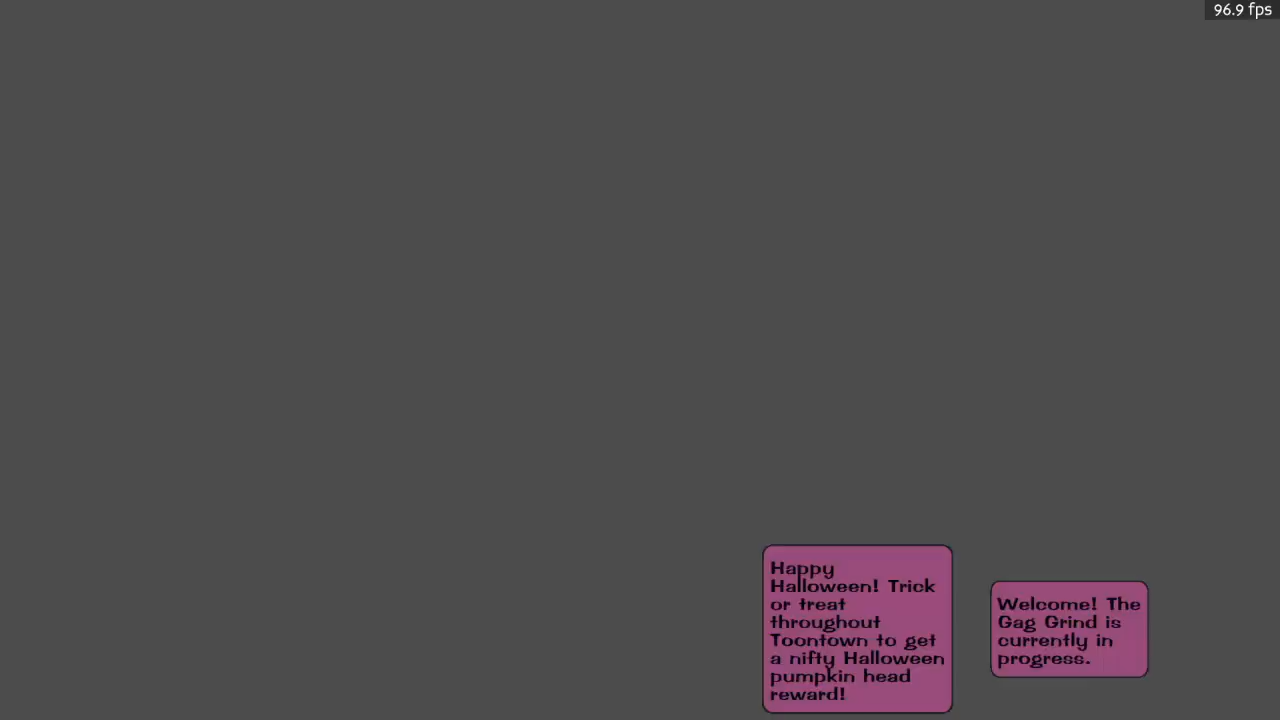 96.9 fps
Happy
Halloween! Trick
or treat
throughout
Toontown to get
a nifty Halloween
pumpkin head
reward!
Welcome! The
Gag Grind is
currently in
progress.